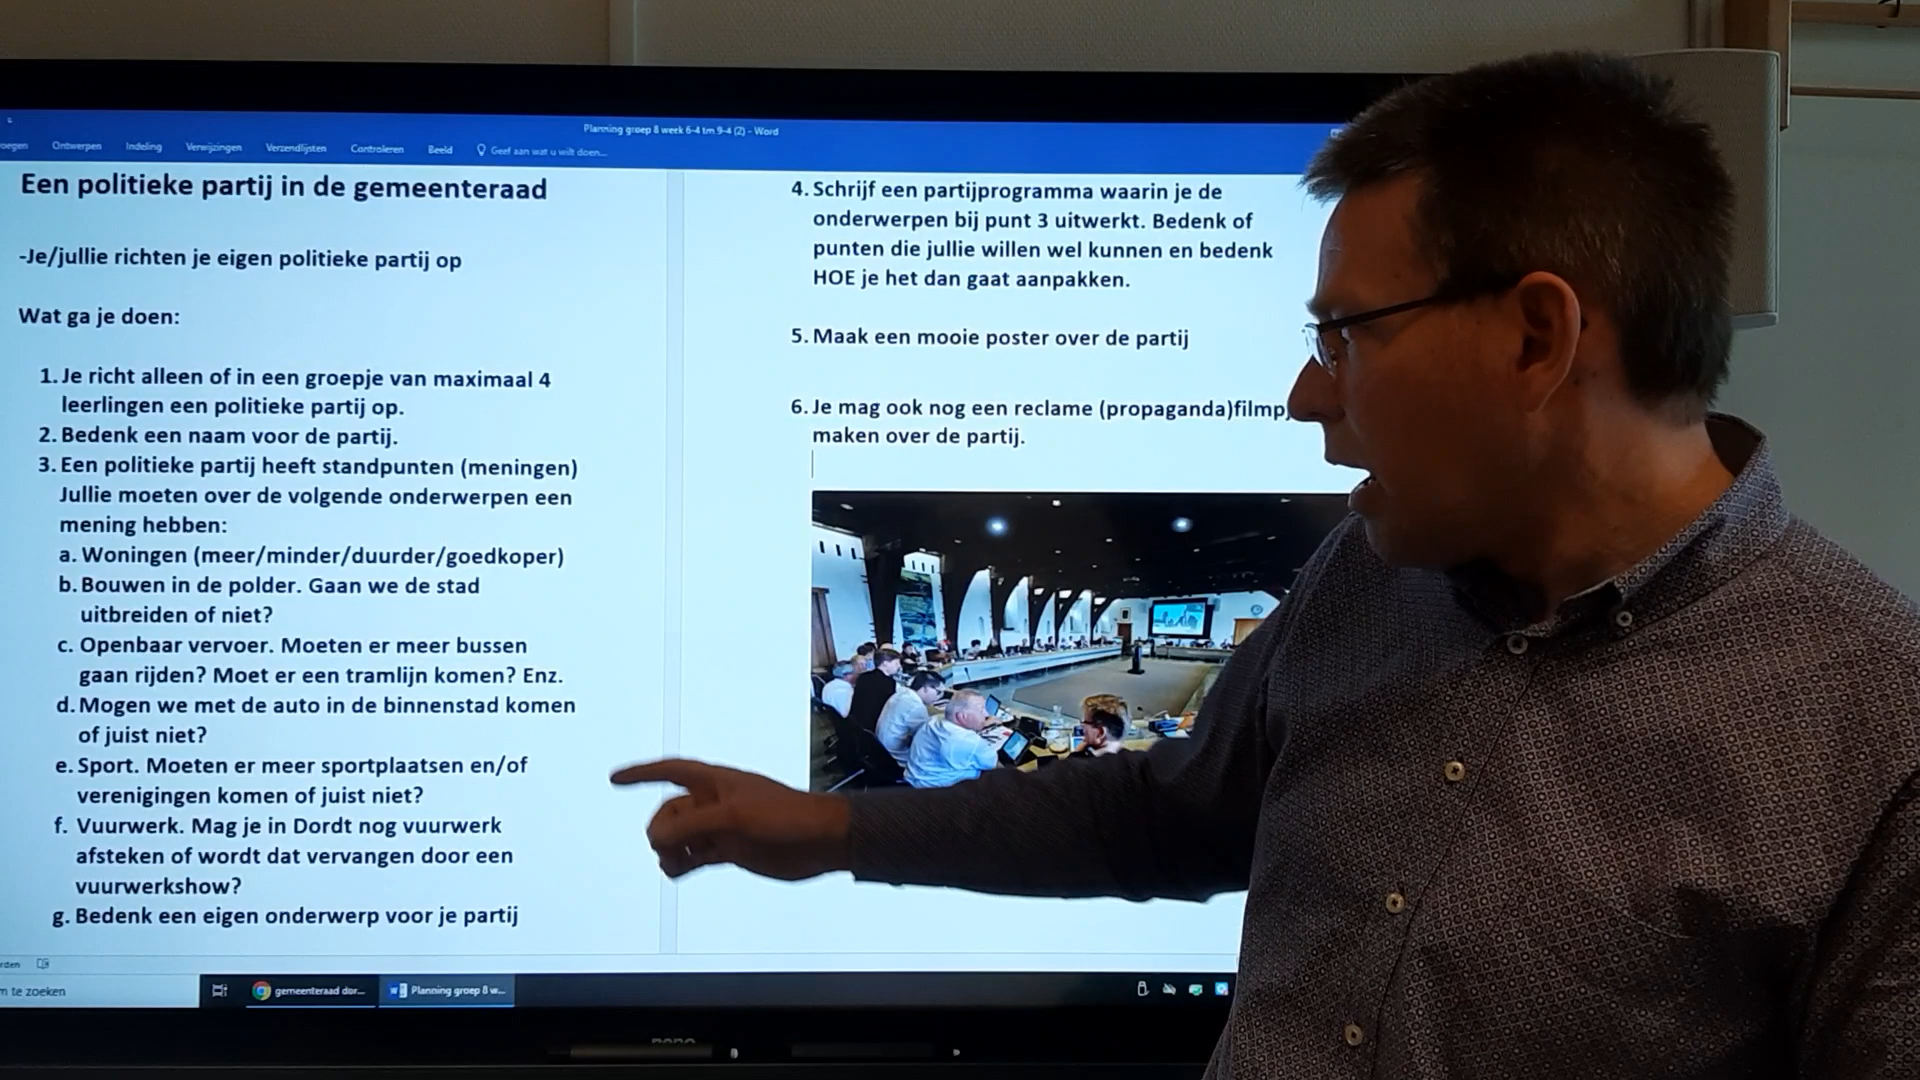 Planning groep 8 week 6-4 tm 9-4 (2) - Word
Ontwerpen Indeling Verwijzingen Verzendlijsten Controleren Beeld Geef aan wat u wilt doen...
Een politieke partij in de gemeenteraad
-Je/jullie richten je eigen politieke partij op
Wat ga je doen:
1. Je richt alleen of in een groepje van maximaal 4
leerlingen een politieke partij op.
2. Bedenk een naam voor de partij.
3. Een politieke partij heeft standpunten (meningen)
Jullie moeten over de volgende onderwerpen een
mening hebben:
a. Woningen (meer/minder/duurder/goedkoper)
b. Bouwen in de polder. Gaan we de stad
uitbreiden of niet?
c. Openbaar vervoer. Moeten er meer bussen
gaan rijden? Moet er een tramlijn komen? Enz.
d. Mogen we met de auto in de binnenstad komen
of juist niet?
e. Sport. Moeten er meer sportplaatsen en/of
verenigingen komen of juist niet?
f. Vuurwerk. Mag je in Dordt nog vuurwerk
afsteken of wordt dat vervangen door een
vuurwerkshow?
g. Bedenk een eigen onderwerp voor je partij
4. Schrijf een partijprogramma waarin je de
onderwerpen bij punt 3 uitwerkt. Bedenk of
punten die jullie willen wel kunnen en bedenk
HOE je het dan gaat aanpakken.
5. Maak een mooie poster over de partij
6. Je mag ook nog een reclame (propaganda)filmp
maken over de partij.
m te zoeken
gemeenteraad dor...
Planning groep 8 w...